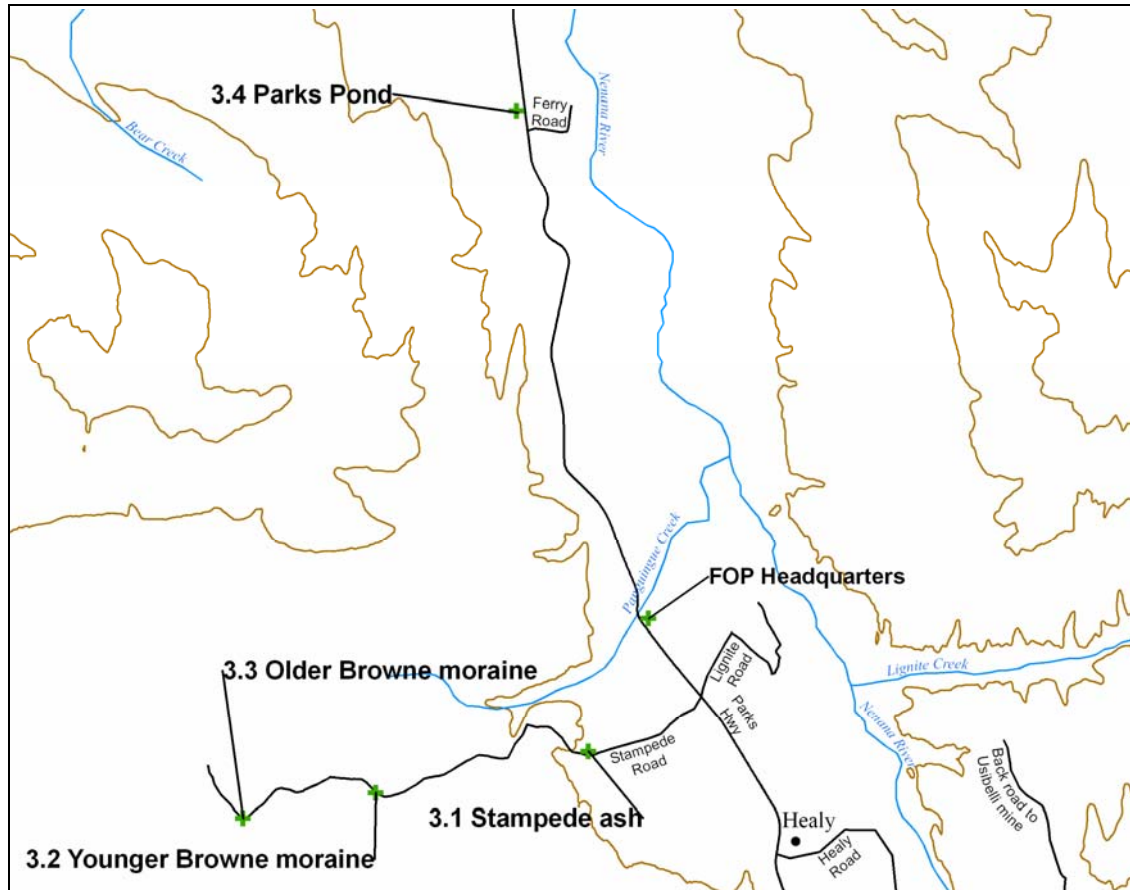 3.4 Parks Pond
Ferry
Road
Nenana River
Bear Creek
Panguingue Creek
FOP Headquarters
Lignite
Road
Lignite Creek
3.3 Older Browne moraine
Parks
Hwy
Stampede
Road
Nenana River
Back road to
Usibelli mine
3.1 Stampede ash
Healy
Healy
Road
3.2 Younger Browne moraine